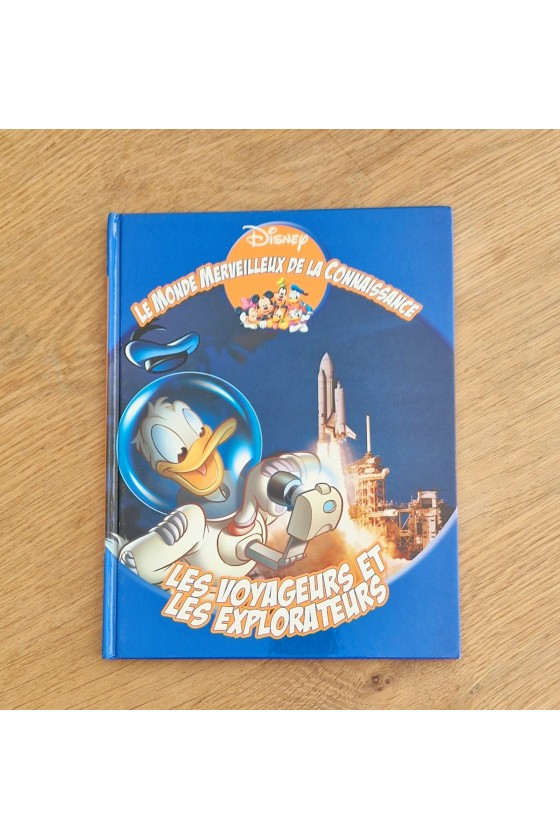 Disney
Le Monde Merveilleux de la Connaissance
Les Voyageurs et
Les Explorateurs